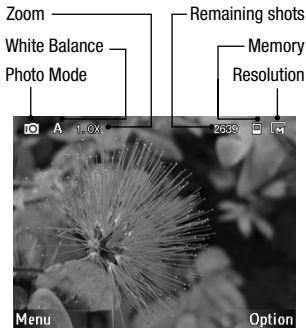 Zoom
Remaining shots
White Balance
Memory
Photo Mode
Resolution
A 1.0X 2639 M
Menu
Option